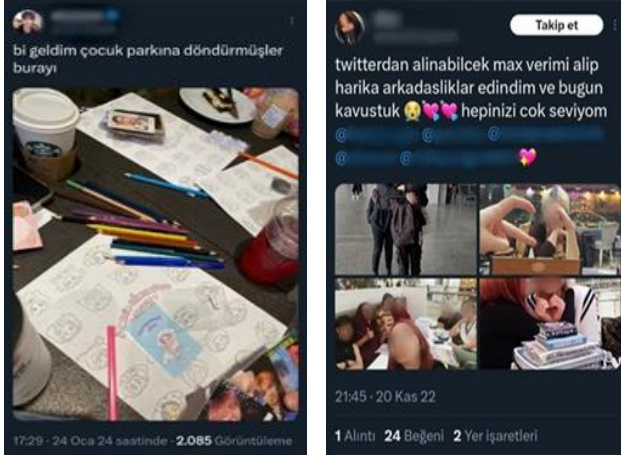 bi geldim çocuk parkına döndürmüşler
burayı
17:29 · 24 Oca 24 saatinde · 2.085 Görüntüleme
Takip et
twitterdan alinabilcek max verimi alip
harika arkadasliklar edindim ve bugun
kavustuk 😭💘💘 hepinizi cok seviyom
@ @ @
@ @ 💖
21:45 · 20 Kas 22
1 Alıntı 24 Beğeni 2 Yer işaretleri